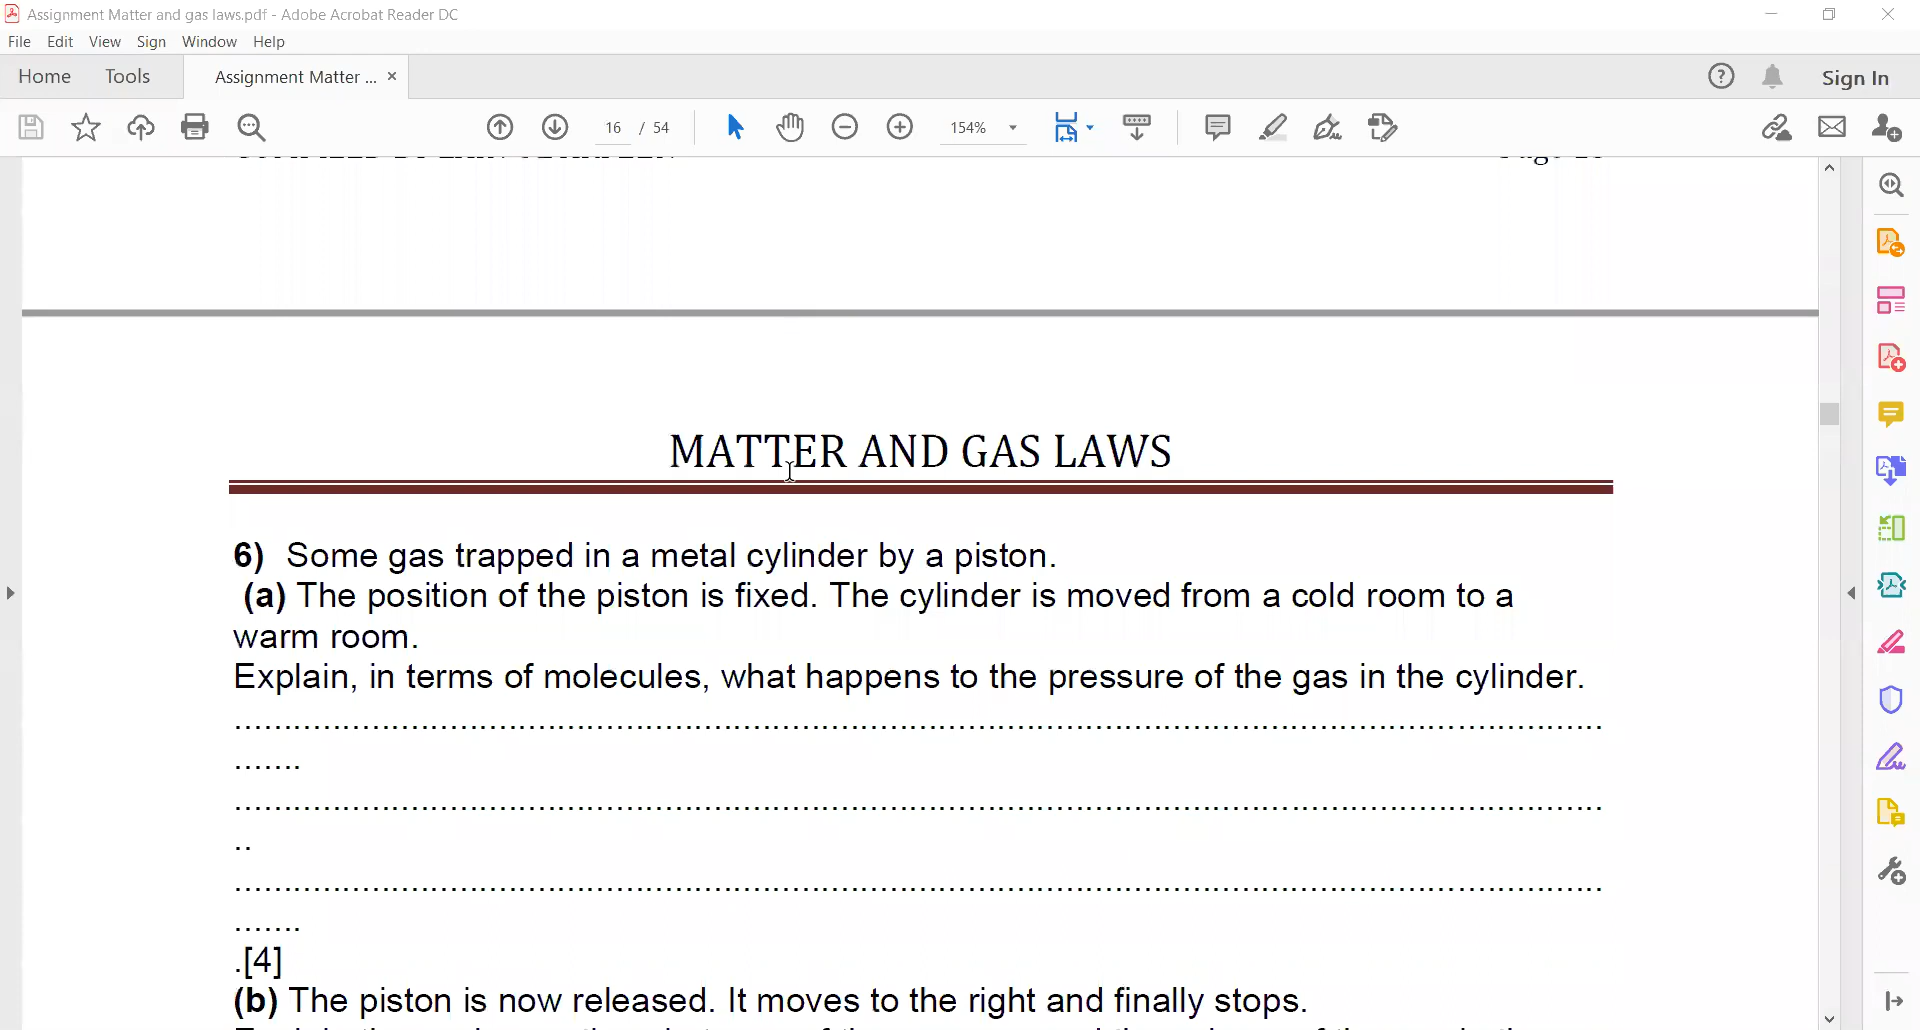 Assignment Matter and gas laws.pdf - Adobe Acrobat Reader DC
File Edit View Sign Window Help
Home Tools Assignment Matter ... × Sign In
16 / 54 154%
MATTER AND GAS LAWS
6) Some gas trapped in a metal cylinder by a piston.
(a) The position of the piston is fixed. The cylinder is moved from a cold room to a
warm room.
Explain, in terms of molecules, what happens to the pressure of the gas in the cylinder.
..........................................................................................
.......
..........................................................................................
..
..........................................................................................
.......
.[4]
(b) The piston is now released. It moves to the right and finally stops.